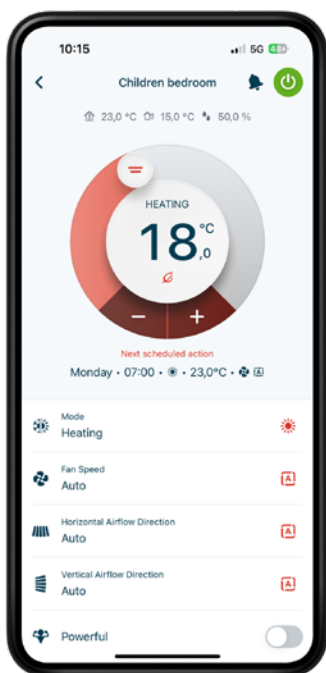 10:15 5G 48
Children bedroom
23,0 °C 15,0 °C 50,0 %
HEATING
18,0 °C
− +
Next scheduled action
Monday • 07:00 • • 23,0°C • A
Mode
Heating
Fan Speed
Auto A
Horizontal Airflow Direction
Auto A
Vertical Airflow Direction
Auto A
Powerful